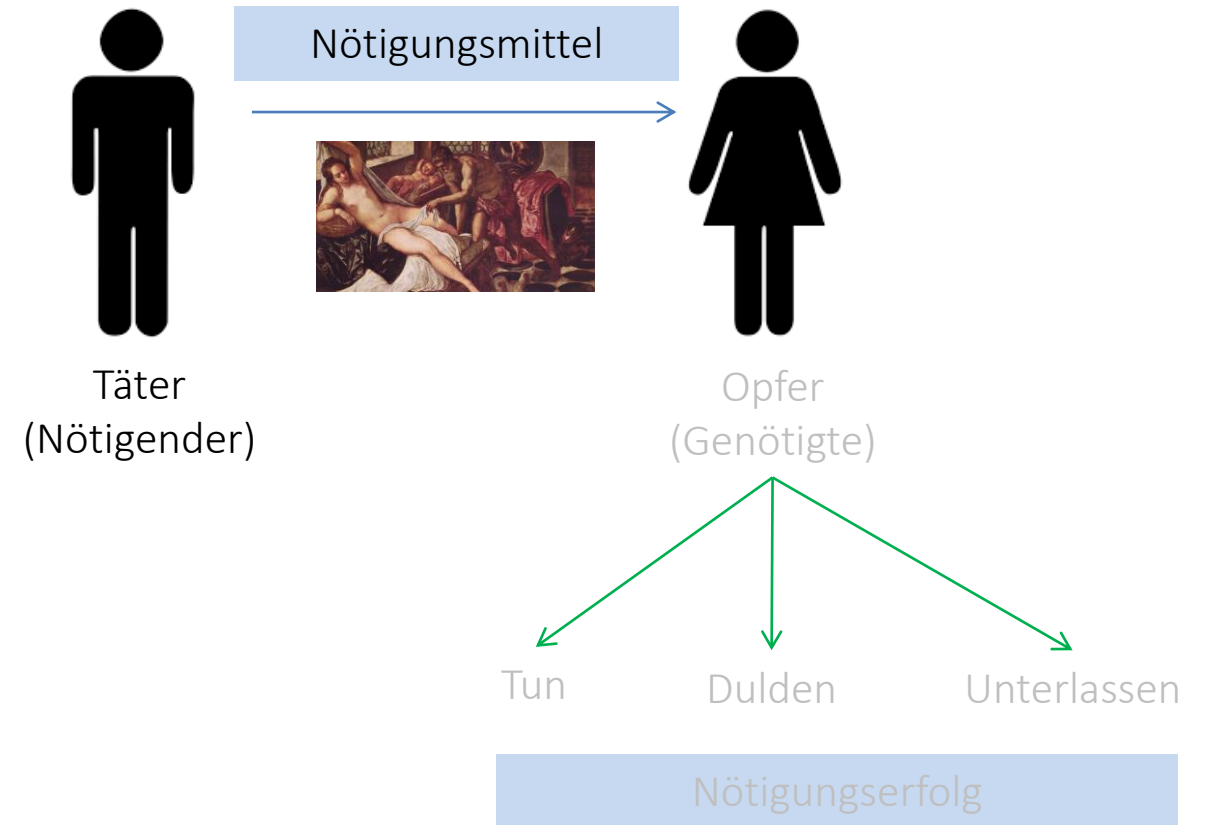 Nötigungsmittel
Täter
(Nötigender)
Opfer
(Genötigte)
Tun
Dulden
Unterlassen
Nötigungserfolg